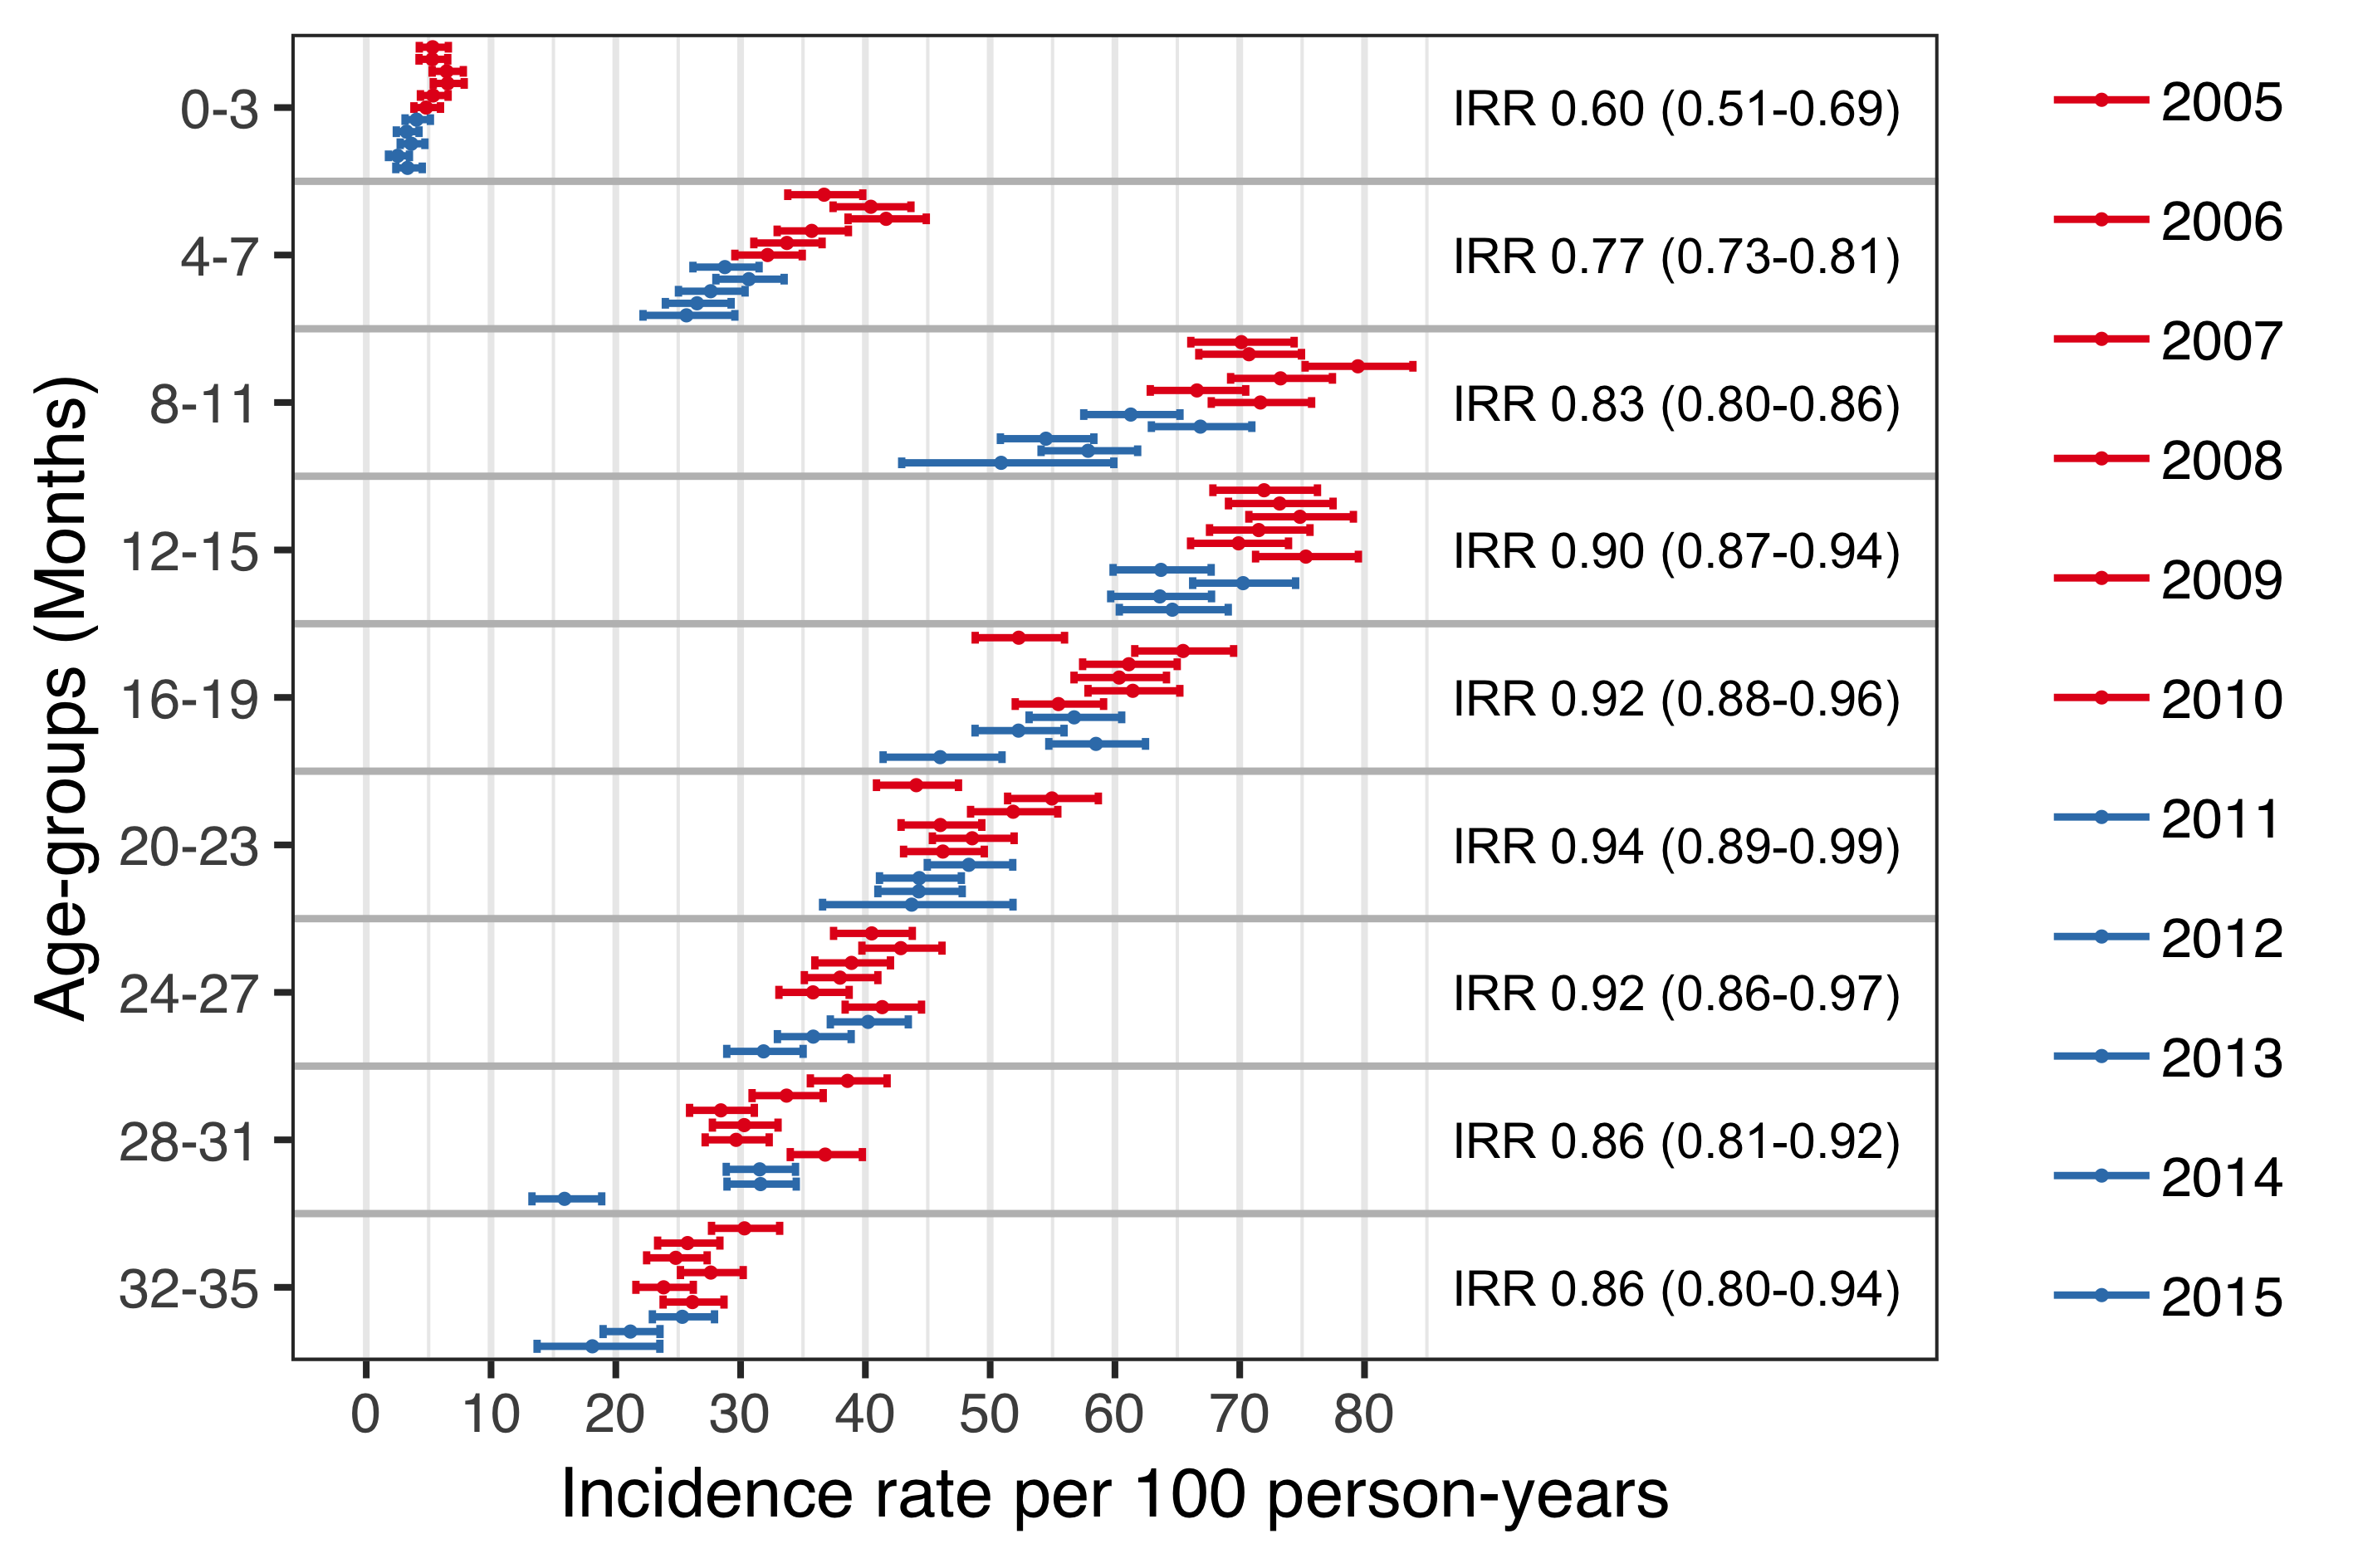 0-3 IRR 0.60 (0.51-0.69)
4-7 IRR 0.77 (0.73-0.81)
8-11 IRR 0.83 (0.80-0.86)
12-15 IRR 0.90 (0.87-0.94)
16-19 IRR 0.92 (0.88-0.96)
20-23 IRR 0.94 (0.89-0.99)
24-27 IRR 0.92 (0.86-0.97)
28-31 IRR 0.86 (0.81-0.92)
32-35 IRR 0.86 (0.80-0.94)
Age-groups (Months)
0 10 20 30 40 50 60 70 80
Incidence rate per 100 person-years
2005
2006
2007
2008
2009
2010
2011
2012
2013
2014
2015